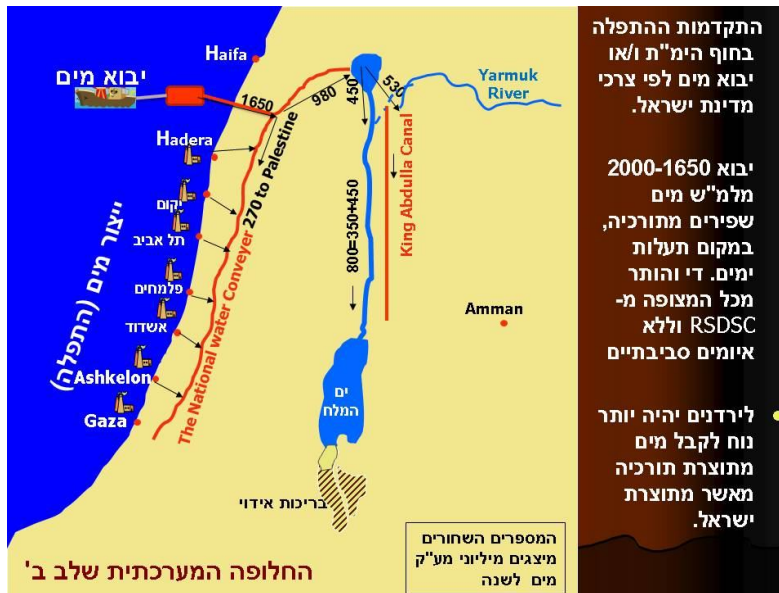 התקדמות ההתפלה
בחוף הימ"ת ו/או
יבוא מים לפי צרכי
מדינת ישראל.
יבוא 2000-1650
מלמ"ש מים
שפירים מתורכיה,
במקום תעלות
ימים. די והותר
מכל המצופה מ-
RSDSC וללא
איומים סביבתיים
לירדנים יהיה יותר
נוח לקבל מים
מתוצרת תורכיה
מאשר מתוצרת
ישראל.
יבוא מים
Haifa
1650
980
450
530
Yarmuk
River
Hadera
270 to Palestine
יקום
תל אביב
ייצור מים (התפלה)
פלמחים
אשדוד
Ashkelon
Gaza
The National water Conveyer
800=350+450
King Abdulla Canal
Amman
ים
המלח
בריכות אידוי
המספרים השחורים
מיצגים מיליוני מע"ק
מים לשנה
החלופה המערכתית שלב ב'